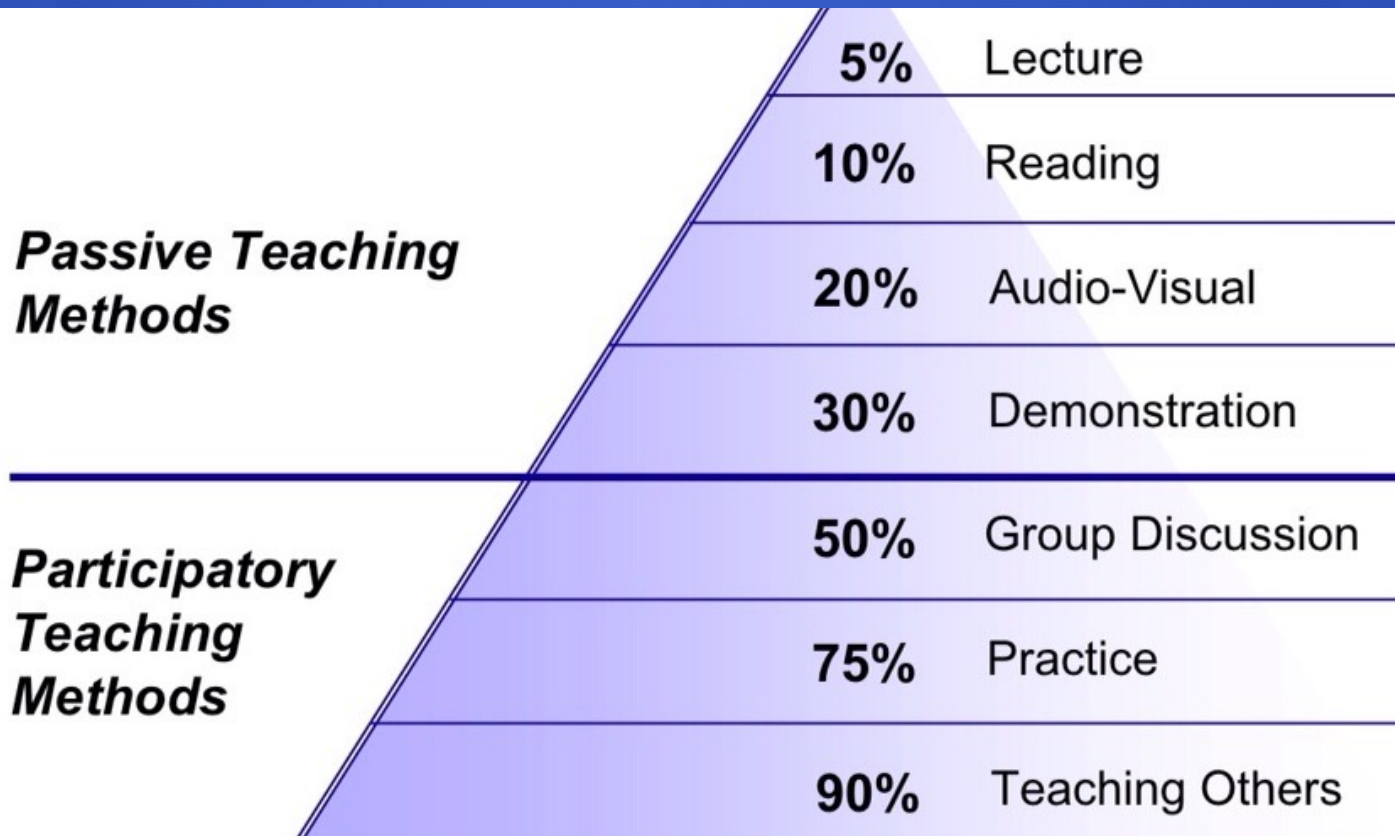 5% Lecture
10% Reading
20% Audio-Visual
30% Demonstration
Passive Teaching
Methods
50% Group Discussion
75% Practice
90% Teaching Others
Participatory
Teaching
Methods